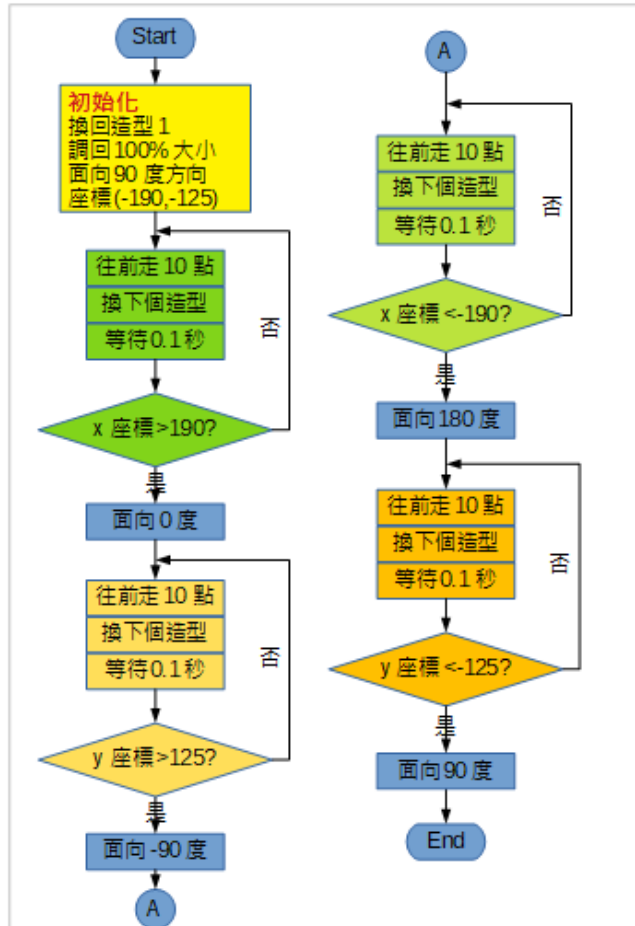 Start
初始化
換回造型 1
調回100% 大小
面向 90 度方向
座標(-190,-125)
往前走 10 點
換下個造型
等待 0.1 秒
否
x 座標>190?
是
面向 0 度
往前走 10 點
換下個造型
等待 0.1 秒
否
y 座標>125?
是
面向 -90 度
A
A
往前走 10 點
換下個造型
等待 0.1 秒
否
x 座標 <-190?
是
面向 180 度
往前走 10 點
換下個造型
等待 0.1 秒
否
y 座標 <-125?
是
面向 90 度
End